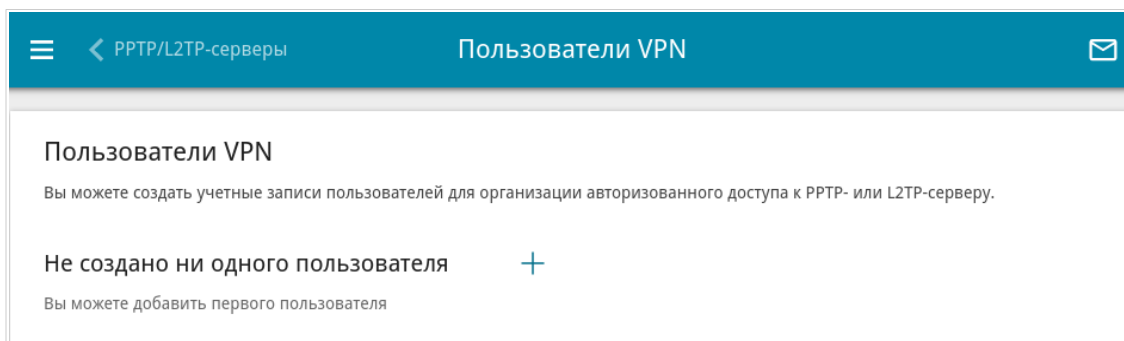 PPTP/L2TP-серверы
Пользователи VPN
Пользователи VPN
Вы можете создать учетные записи пользователей для организации авторизованного доступа к PPTP- или L2TP-серверу.
Не создано ни одного пользователя
Вы можете добавить первого пользователя